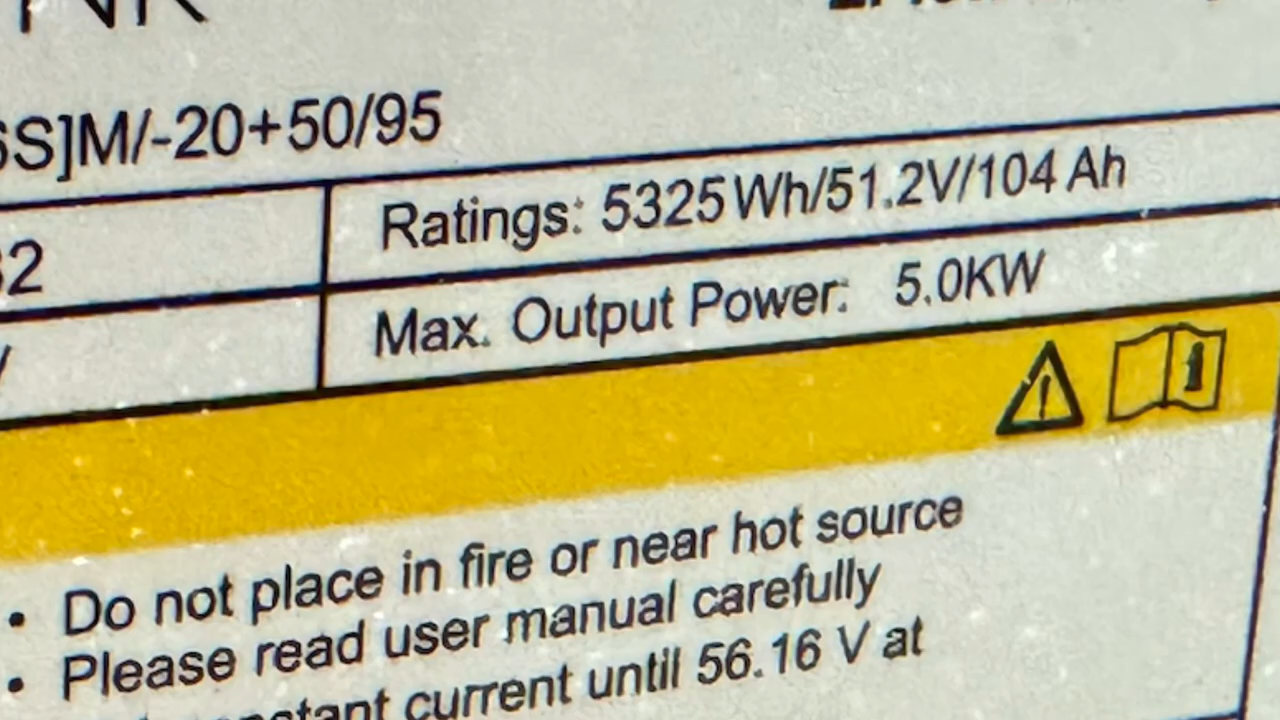 S]M/-20+50/95
Ratings: 5325Wh/51.2V/104 Ah
2
Max. Output Power: 5.0KW
• Do not place in fire or near hot source
• Please read user manual carefully
current until 56.16 V at